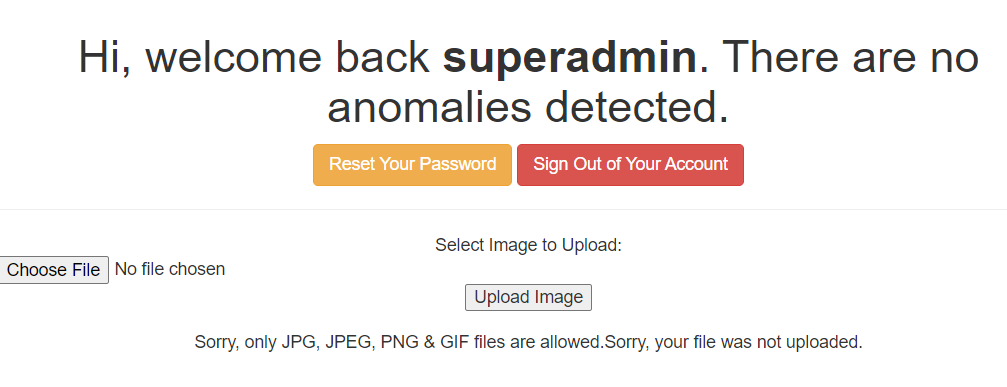 Hi, welcome back superadmin. There are no
anomalies detected.
Reset Your Password Sign Out of Your Account
Select Image to Upload:
Choose File No file chosen
Upload Image
Sorry, only JPG, JPEG, PNG & GIF files are allowed.Sorry, your file was not uploaded.